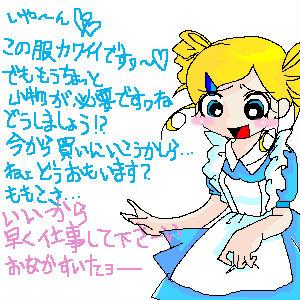 いや〜ん♡
この服カワイイですぅ〜♡
でももうちょっと
小物が必要ですわね
どうしましょう!?
今から買いにいこうかしら…
ねぇどうおもいます?
ももこさ…
いいから
早く仕事して下さーい
おなかすいたョー